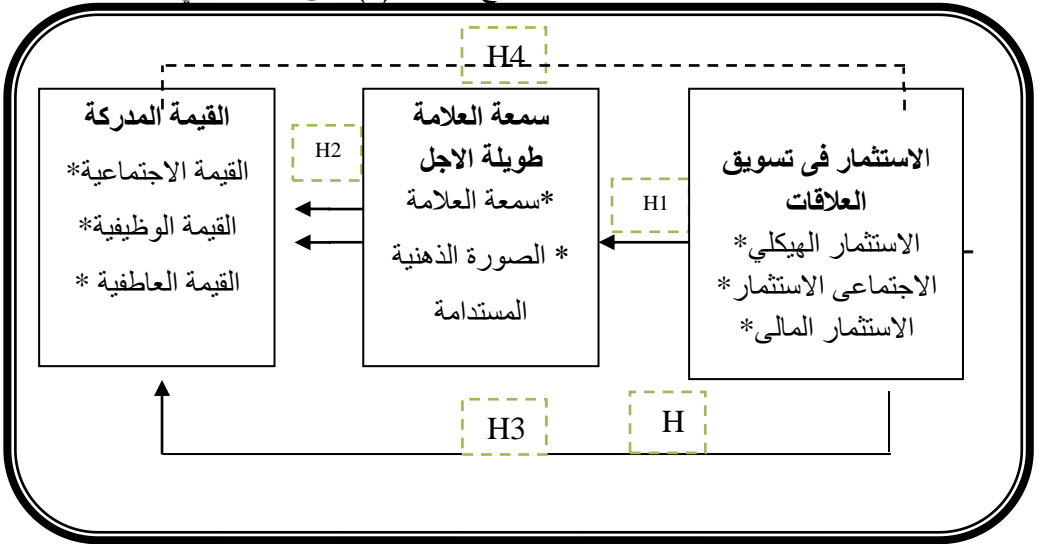 H4
الاستثمار فى تسويق
العلاقات
الاستثمار الهيكلي*
الاجتماعى الاستثمار*
الاستثمار المالى*
H1
سمعة العلامة
طويلة الاجل
*سمعة العلامة
* الصورة الذهنية
المستدامة
H2
القيمة المدركة
القيمة الاجتماعية*
القيمة الوظيفية*
القيمة العاطفية *
H
H3